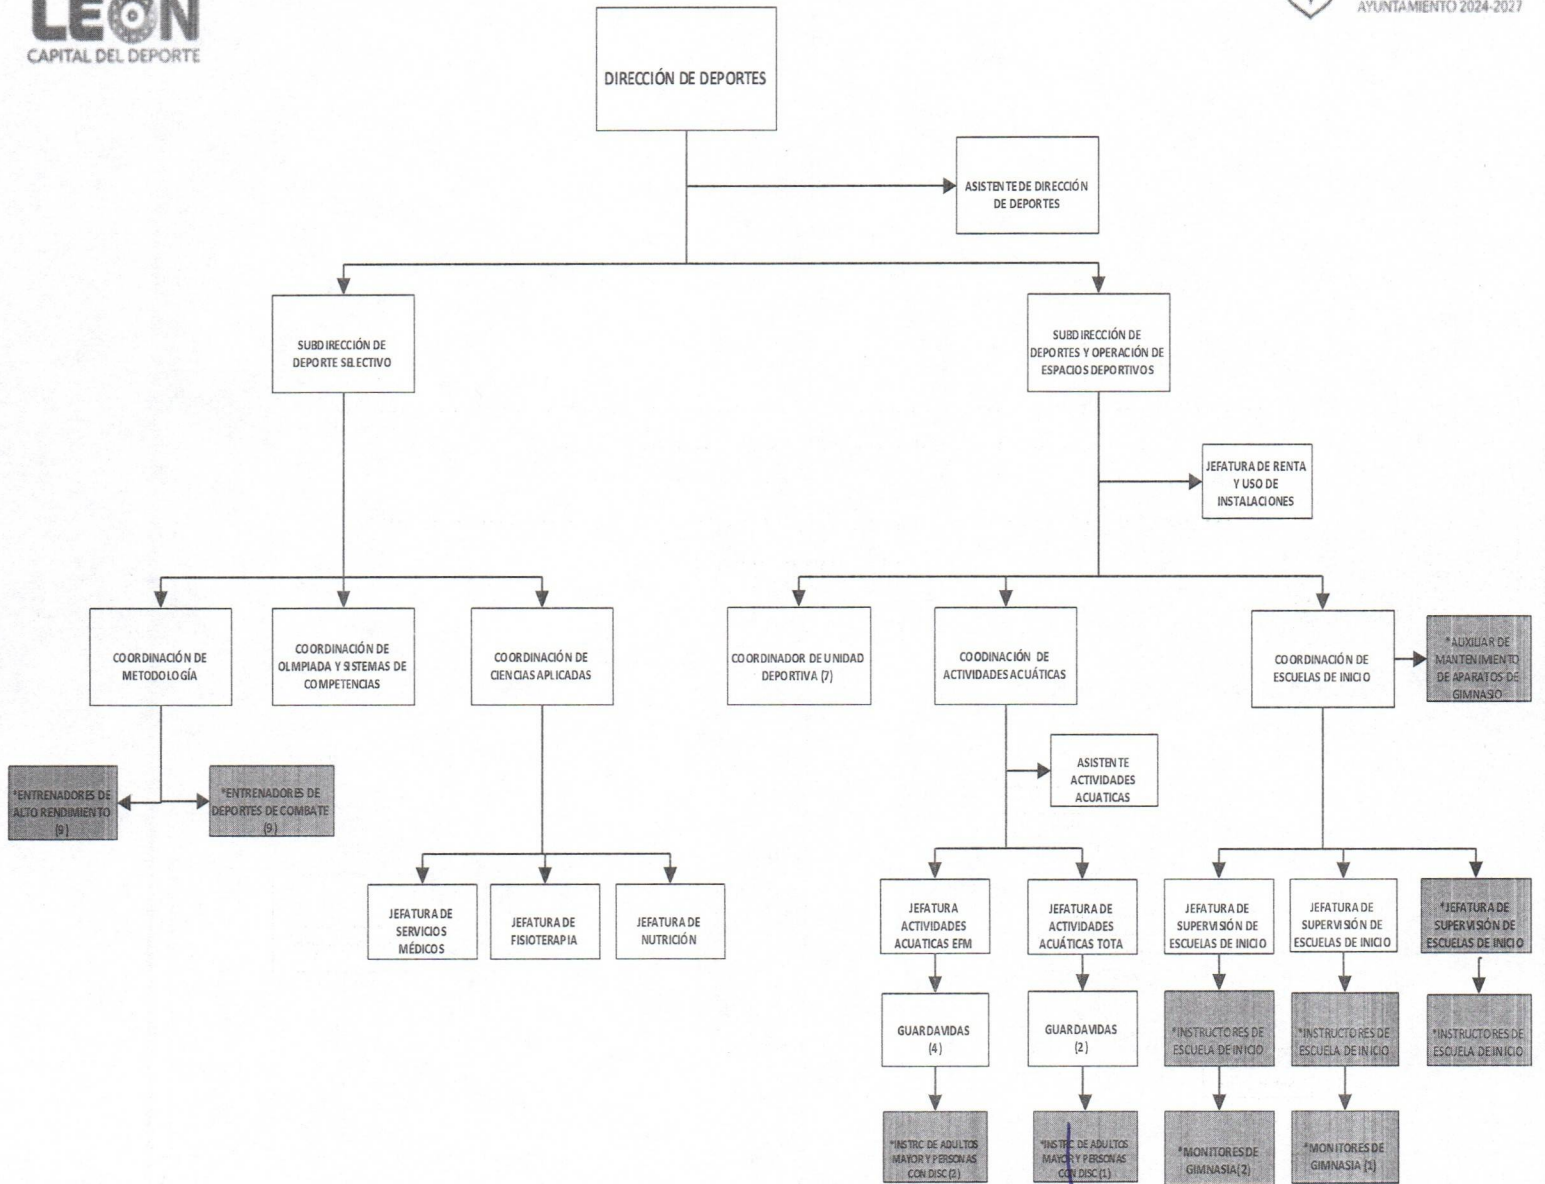 LEÓN
CAPITAL DEL DEPORTE
AYUNTAMIENTO 2024-2027
DIRECCIÓN DE DEPORTES
ASISTENTE DE DIRECCIÓN
DE DEPORTES
SUBDIRECCIÓN DE
DEPORTE SELECTIVO
SUBDIRECCIÓN DE
DEPORTES Y OPERACIÓN DE
ESPACIOS DEPORTIVOS
JEFATURA DE RENTA
Y USO DE
INSTALACIONES
COORDINACIÓN DE
METODOLOGÍA
COORDINACIÓN DE
OLMPIADA Y SISTEMAS DE
COMPETENCIAS
COORDINACIÓN DE
CIENCIAS APLICADAS
COORDINADOR DE UNIDAD
DEPORTIVA (7)
COODINACIÓN DE
ACTIVIDADES ACUÁTICAS
COORDINACIÓN DE
ESCUELAS DE INICIO
*AUXILIAR DE
MANTENIMIENTO
DE APARATOS DE
GIMNASIO
*ENTRENADORES DE
ALTO RENDIMIENTO
(9)
*ENTRENADORES DE
DEPORTES DE COMBATE
(9)
ASISTENTE
ACTIVIDADES
ACUATICAS
JEFATURA DE
SERVICIOS
MÉDICOS
JEFATURA DE
FISIOTERAPIA
JEFATURA DE
NUTRICIÓN
JEFATURA
ACTIVIDADES
ACUATICAS EFM
JEFATURA DE
ACTIVIDADES
ACUÁTICAS TOTA
JEFATURA DE
SUPERVISIÓN DE
ESCUELAS DE INICIO
JEFATURA DE
SUPERVISIÓN DE
ESCUELAS DE INICIO
*JEFATURA DE
SUPERVISIÓN DE
ESCUELAS DE INICIO
GUARDAVIDAS
(4)
GUARDAVIDAS
(2)
*INSTRUCTORES DE
ESCUELA DE INICIO
*INSTRUCTORES DE
ESCUELA DE INICIO
*INSTRUCTORES DE
ESCUELA DE INICIO
*INSTRC DE ADULTOS
MAYOR Y PERSONAS
CON DISC (2)
*INSTRC DE ADULTOS
MAYOR Y PERSONAS
CON DISC (1)
*MONITORES DE
GIMNASIA(2)
*MONITORES DE
GIMNASIA (1)